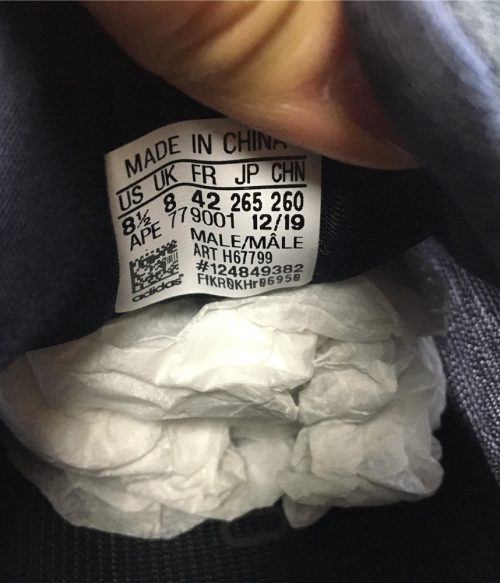 MADE IN CHINA
US UK FR JP CHN
8½ 8 42 265 260
APE 779001 12/19
MALE/MÂLE
ART H67799
#124849382
FfKR0KHr06950
adidas